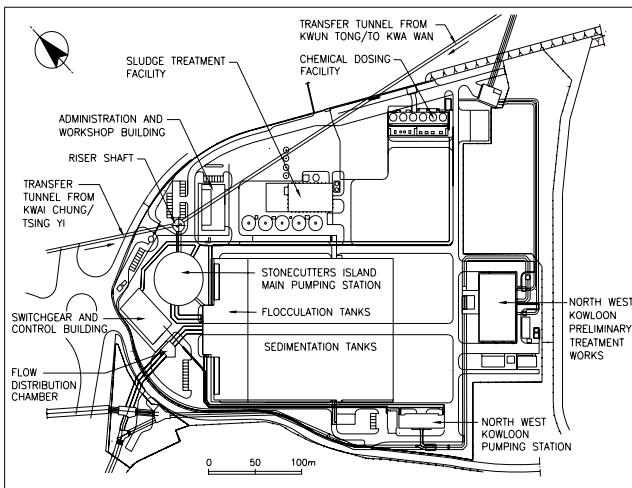 TRANSFER TUNNEL FROM
KWUN TONG/TO KWA WAN
CHEMICAL DOSING
FACILITY
SLUDGE TREATMENT
FACILITY
ADMINISTRATION AND
WORKSHOP BUILDING
RISER SHAFT
TRANSFER
TUNNEL FROM
KWAI CHUNG/
TSING YI
STONECUTTERS ISLAND
MAIN PUMPING STATION
SWITCHGEAR AND
CONTROL BUILDING
FLOCCULATION TANKS
NORTH WEST
KOWLOON
PRELIMINARY
TREATMENT
WORKS
SEDIMENTATION TANKS
FLOW
DISTRIBUTION
CHAMBER
NORTH WEST
KOWLOON
PUMPING STATION
0 50 100m